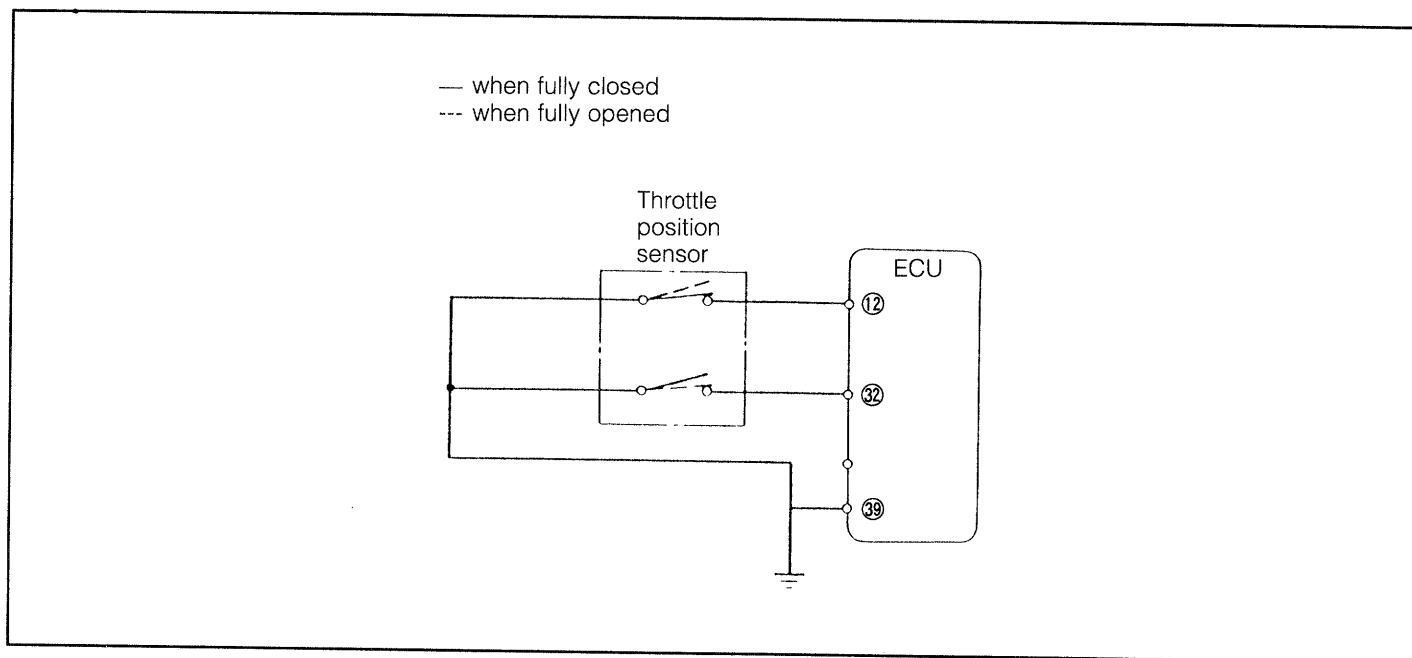 — when fully closed
--- when fully opened
Throttle
position
sensor
ECU
12
32
39